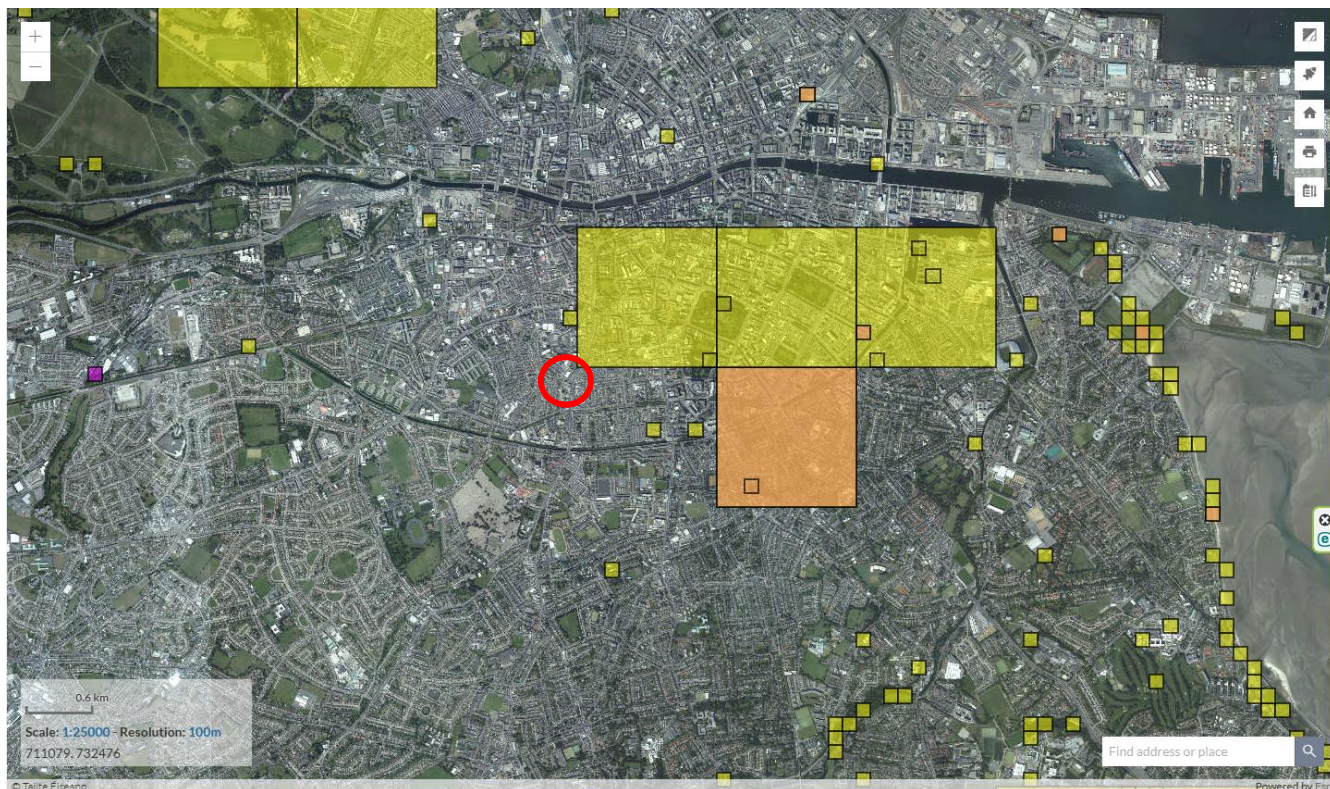 +
−
0.6 km
Scale: 1:25000 - Resolution: 100m
711079, 732476
Find address or place
© Tailte Éireann
Powered by Esri